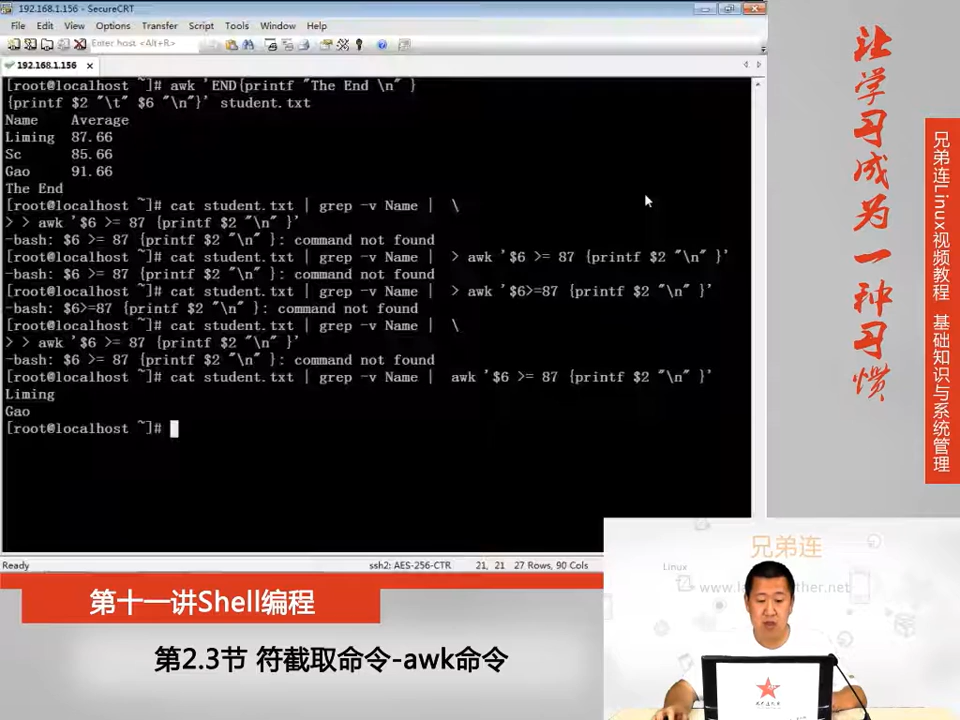 192.168.1.156 - SecureCRT
File Edit View Options Transfer Script Tools Window Help
Enter host <Alt+R>
192.168.1.156
[root@localhost ~]# awk 'END{printf "The End \n" }
{printf $2 "\t" $6 "\n"}' student.txt
Name Average
Liming 87.66
Sc 85.66
Gao 91.66
The End
[root@localhost ~]# cat student.txt | grep -v Name | \
> > awk '$6 >= 87 {printf $2 "\n" }'
-bash: $6 >= 87 {printf $2 "\n" }: command not found
[root@localhost ~]# cat student.txt | grep -v Name | > awk '$6 >= 87 {printf $2 "\n" }'
-bash: $6 >= 87 {printf $2 "\n" }: command not found
[root@localhost ~]# cat student.txt | grep -v Name | > awk '$6>=87 {printf $2 "\n" }'
-bash: $6>=87 {printf $2 "\n" }: command not found
[root@localhost ~]# cat student.txt | grep -v Name | \
> > awk '$6 >= 87 {printf $2 "\n" }'
-bash: $6 >= 87 {printf $2 "\n" }: command not found
[root@localhost ~]# cat student.txt | grep -v Name | awk '$6 >= 87 {printf $2 "\n" }'
Liming
Gao
[root@localhost ~]#
Ready ssh2: AES-256-CTR 21, 21 27 Rows, 90 Cols
让学习成为一种习惯
兄弟连Linux视频教程 基础知识与系统管理
第十一讲Shell编程
第2.3节 符截取命令-awk命令
兄弟连
Linux